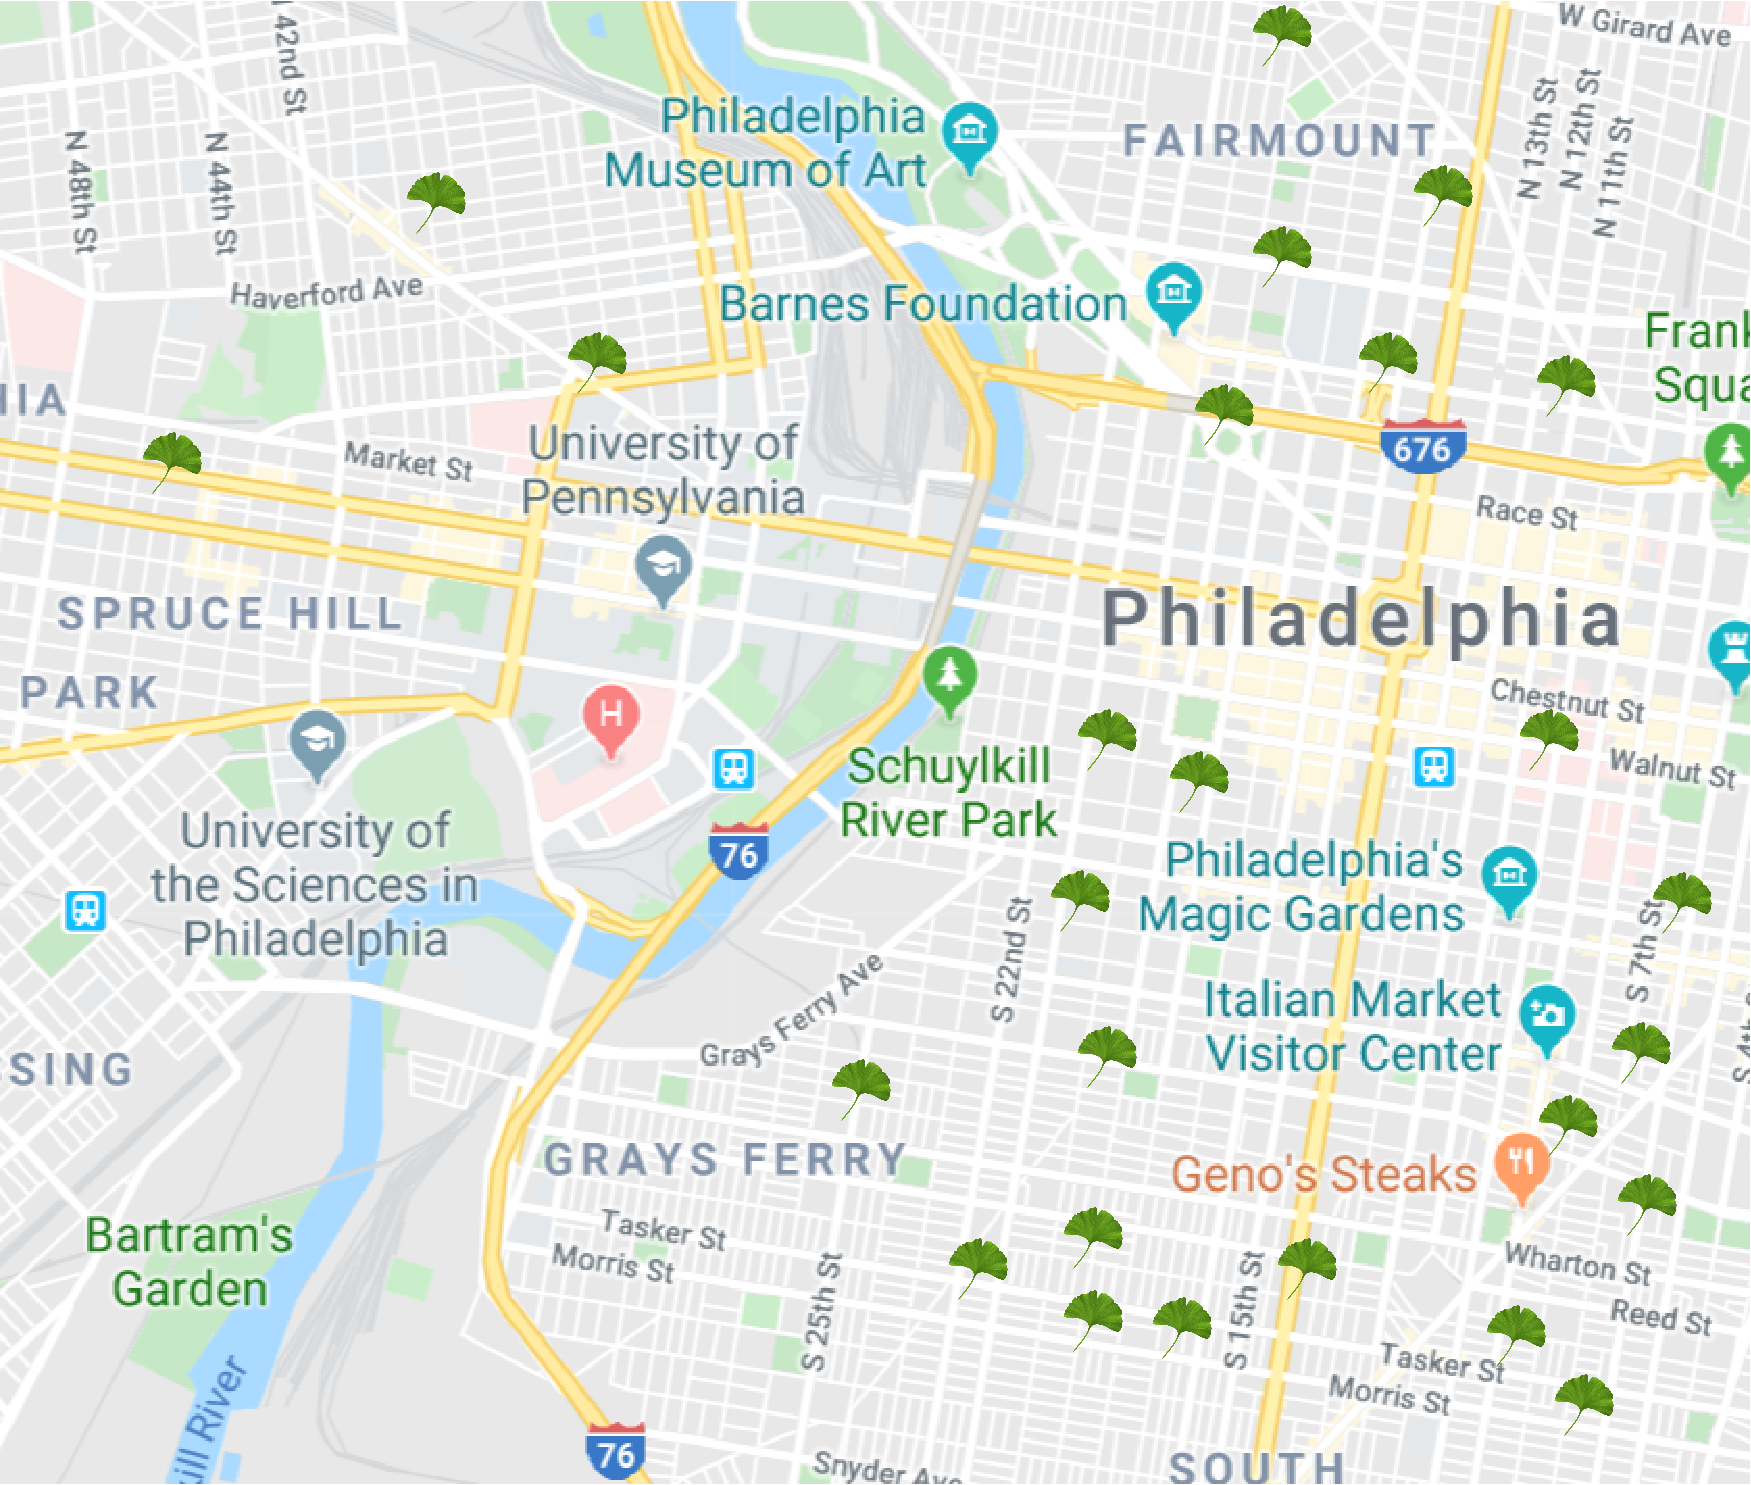 W Girard Ave
N 42nd St
N 48th St
N 44th St
Philadelphia
Museum of Art
FAIRMOUNT
N 13th St
N 12th St
N 11th St
Haverford Ave
Barnes Foundation
Frank
Squa
HIA
Market St
University of
Pennsylvania
676
Race St
SPRUCE HILL
Philadelphia
PARK
H
Chestnut St
Walnut St
Schuylkill
River Park
University of
the Sciences in
Philadelphia
76
Philadelphia's
Magic Gardens
S 22nd St
S 7th St
Grays Ferry Ave
Italian Market
Visitor Center
S 4th S
SING
GRAYS FERRY
Geno's Steaks
Bartram's
Garden
Tasker St
Morris St
S 25th St
S 15th St
Wharton St
Reed St
Tasker St
Morris St
ill River
76
Snyder Ave
SOUTH